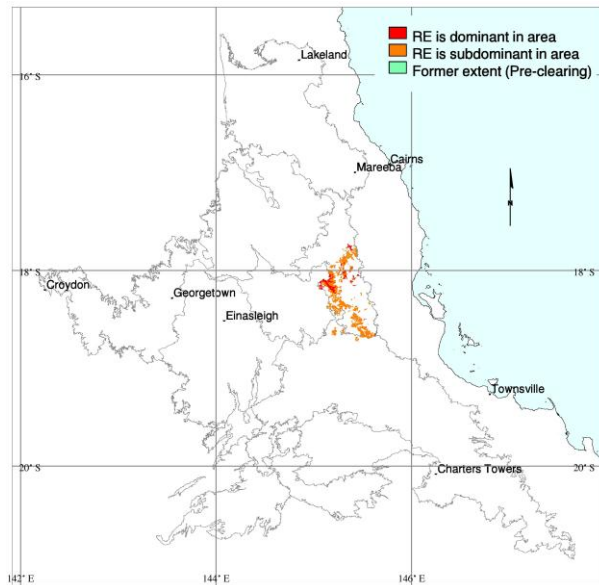 RE is dominant in area
RE is subdominant in area
Former extent (Pre-clearing)
Lakeland
16° S
Cairns
Mareeba
N
18° S
18° S
Croydon
Georgetown
Einasleigh
Townsville
Charters Towers
20° S
20° S
142° E
144° E
146° E